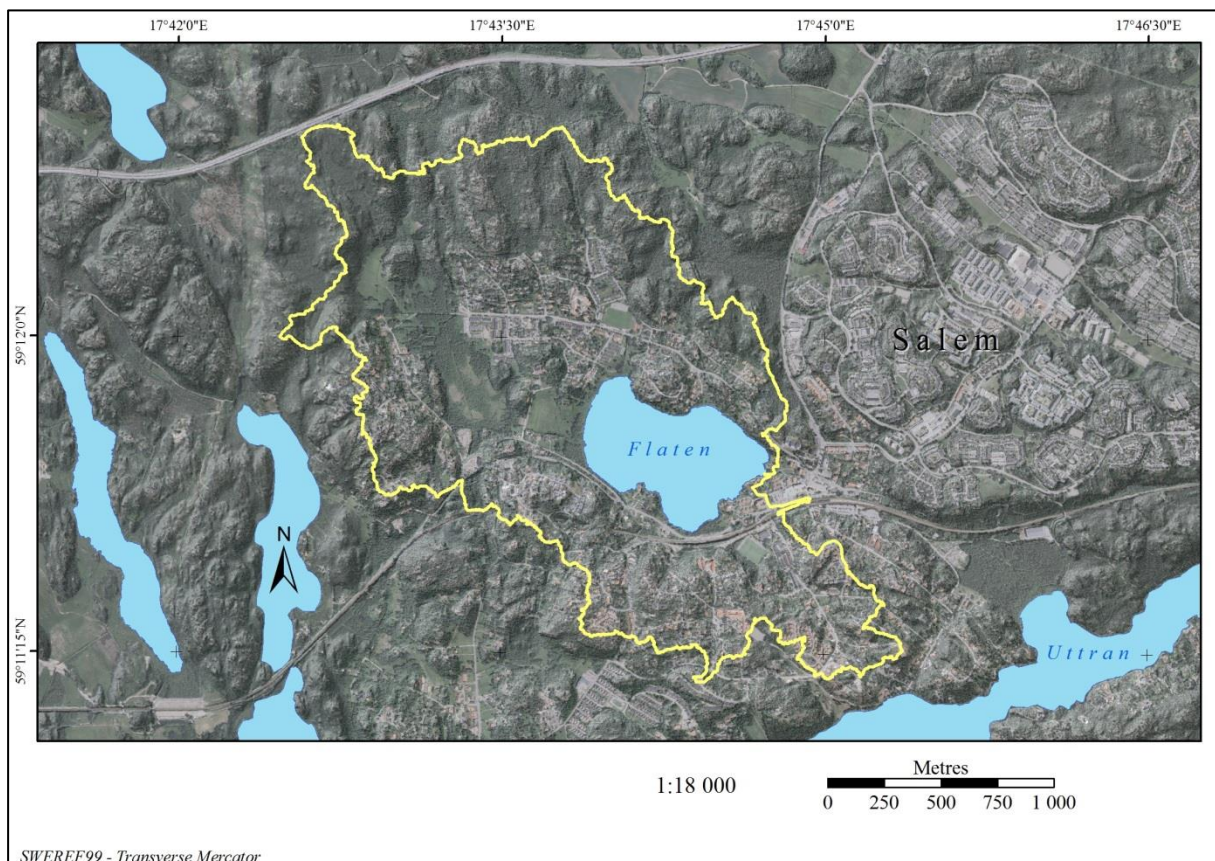 17°42'0"E 17°43'30"E 17°45'0"E 17°46'30"E
59°12'0"N
Salem
Flaten
N
59°11'15"N
Uttran
Metres
1:18 000
0 250 500 750 1 000
SWEREF99 - Transverse Mercator